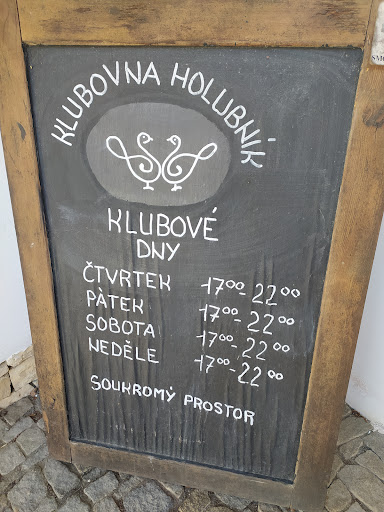 KLUBOVNA HOLUBNÍK
KLUBOVÉ
DNY
ČTVRTEK 17⁰⁰-22⁰⁰
PÁTEK 17⁰⁰-22⁰⁰
SOBOTA 17⁰⁰-22⁰⁰
NEDĚLE 17⁰⁰-22⁰⁰
SOUKROMÝ PROSTOR